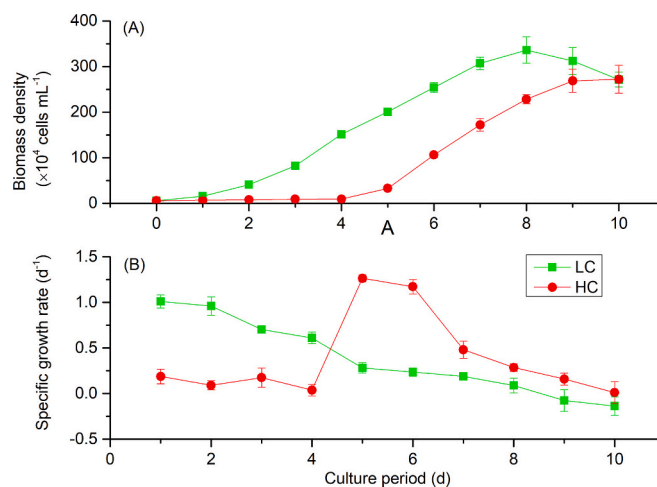 (A)
Biomass density
(×10⁴ cells mL⁻¹)
400
300
200
100
0
0 2 4 6 8 10
A
(B)
LC
HC
Specific growth rate (d⁻¹)
1.5
1.0
0.5
0.0
-0.5
0 2 4 6 8 10
Culture period (d)